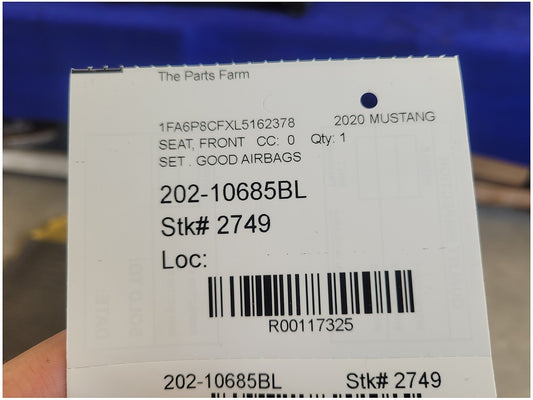 The Parts Farm
1FA6P8CFXL5162378 2020 MUSTANG
SEAT, FRONT CC: 0 Qty: 1
SET . GOOD AIRBAGS
202-10685BL
Stk# 2749
Loc:
R00117325
202-10685BL Stk# 2749